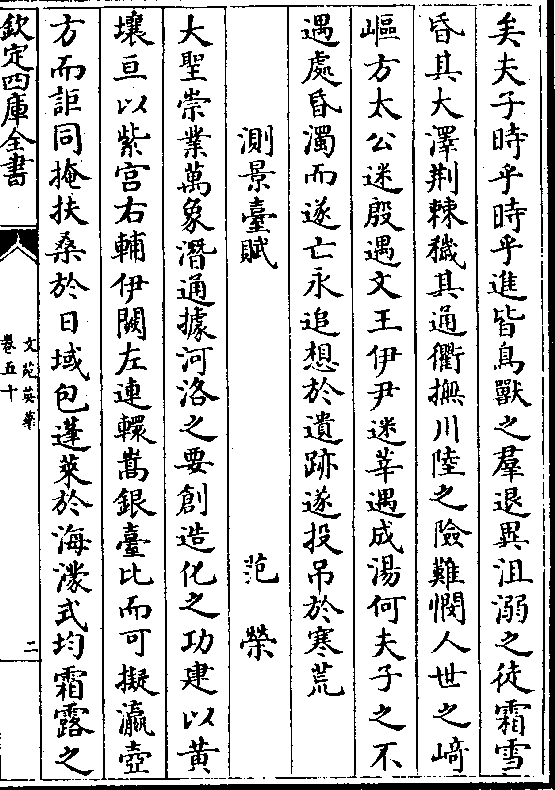 矣夫子時乎時乎進皆鳥獸之羣退異沮溺之徒霜雪
昏其大澤荆棘穢其通衢撫川陸之險難憫人世之﨑
嶇方太公迷殷遇文王伊尹迷莘遇成湯何夫子之不
遇處昏濁而遂亡永追想於遺跡遂投吊於寒荒
測景臺賦 范榮
大聖崇業萬象潛通據河洛之要創造化之功建以黃
壤亘以紫宫右輔伊闕左連轘嵩銀臺比而可擬瀛壺
方而詎同掩扶桑於日域包蓬萊於海濛式均霜露之
欽定四庫全書
文苑英華
卷五十
二